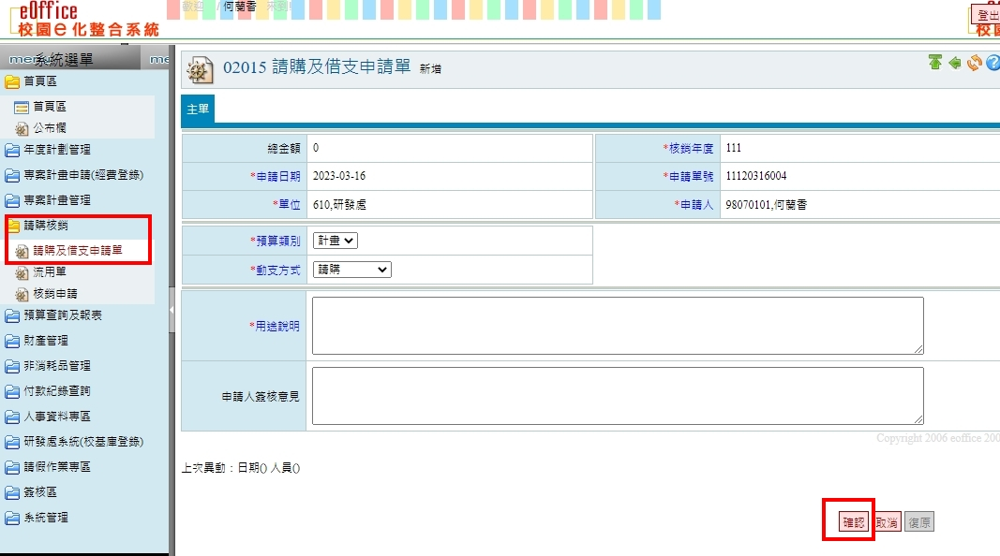 eOffice
校園e化整合系統
歡迎 / 何蘭香 來到
登出
menu 系統選單
首頁區
首頁區
公布欄
年度計劃管理
專案計畫申請(經費登錄)
專案計畫管理
請購核銷
請購及借支申請單
流用單
核銷申請
預算查詢及報表
財產管理
非消耗品管理
付款紀錄查詢
人事資料專區
研發處系統(校基庫登錄)
請假作業專區
簽核區
系統管理
02015 請購及借支申請單 新增
主單
總金額 0 *核銷年度 111
*申請日期 2023-03-16 *申請單號 11120316004
*單位 610,研發處 *申請人 98070101,何蘭香
*預算類別 計畫
*動支方式 請購
*用途說明
申請人簽核意見
Copyright 2006 eoffice 200
上次異動：日期() 人員()
確認 取消 復原